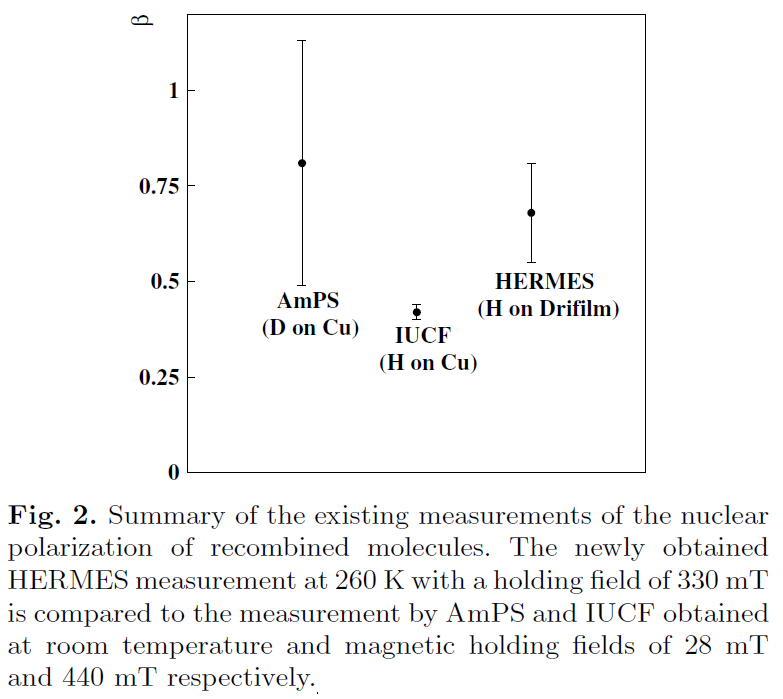 β
1
0.75
0.5
0.25
0
AmPS
(D on Cu)
IUCF
(H on Cu)
HERMES
(H on Drifilm)
Fig. 2. Summary of the existing measurements of the nuclear
polarization of recombined molecules. The newly obtained
HERMES measurement at 260 K with a holding field of 330 mT
is compared to the measurement by AmPS and IUCF obtained
at room temperature and magnetic holding fields of 28 mT
and 440 mT respectively.